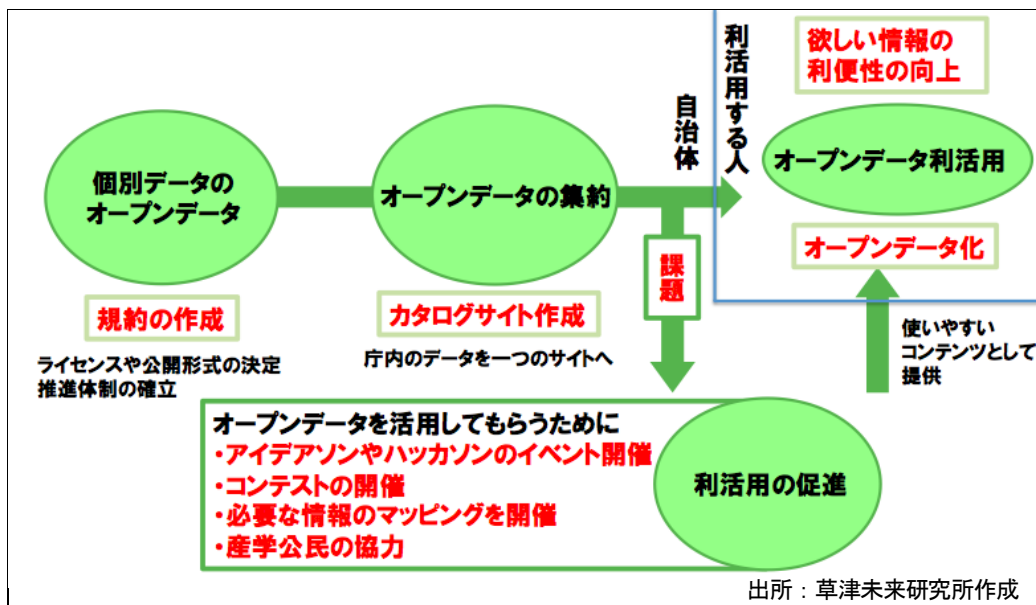 個別データの
オープンデータ
規約の作成
ライセンスや公開形式の決定
推進体制の確立
オープンデータの集約
カタログサイト作成
庁内のデータを一つのサイトへ
自治体
利活用する人
欲しい情報の
利便性の向上
オープンデータ利活用
オープンデータ化
課題
使いやすい
コンテンツとして
提供
オープンデータを活用してもらうために
・アイデアソンやハッカソンのイベント開催
・コンテストの開催
・必要な情報のマッピングを開催
・産学公民の協力
利活用の促進
出所：草津未来研究所作成